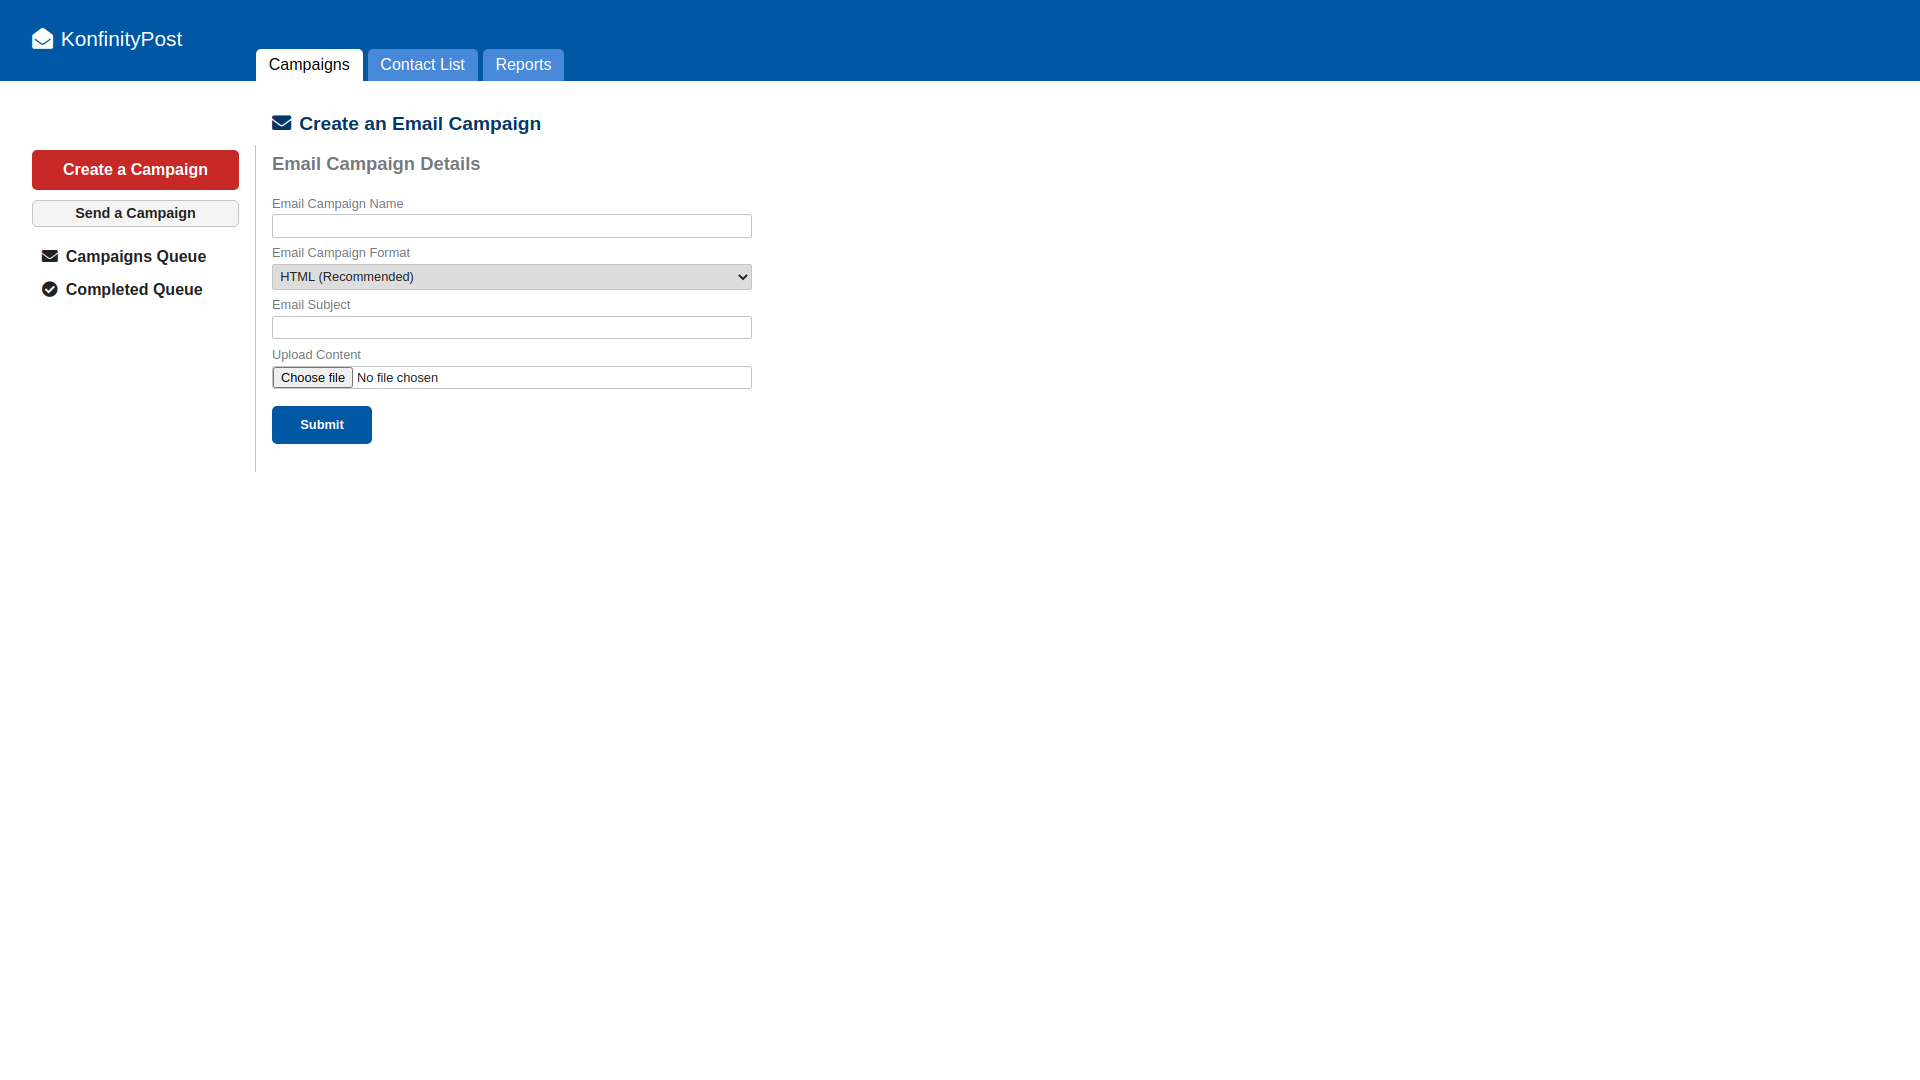 KonfinityPost
Campaigns
Contact List
Reports
Create an Email Campaign
Create a Campaign
Send a Campaign
Campaigns Queue
Completed Queue
Email Campaign Details
Email Campaign Name
Email Campaign Format
HTML (Recommended)
Email Subject
Upload Content
Choose file No file chosen
Submit